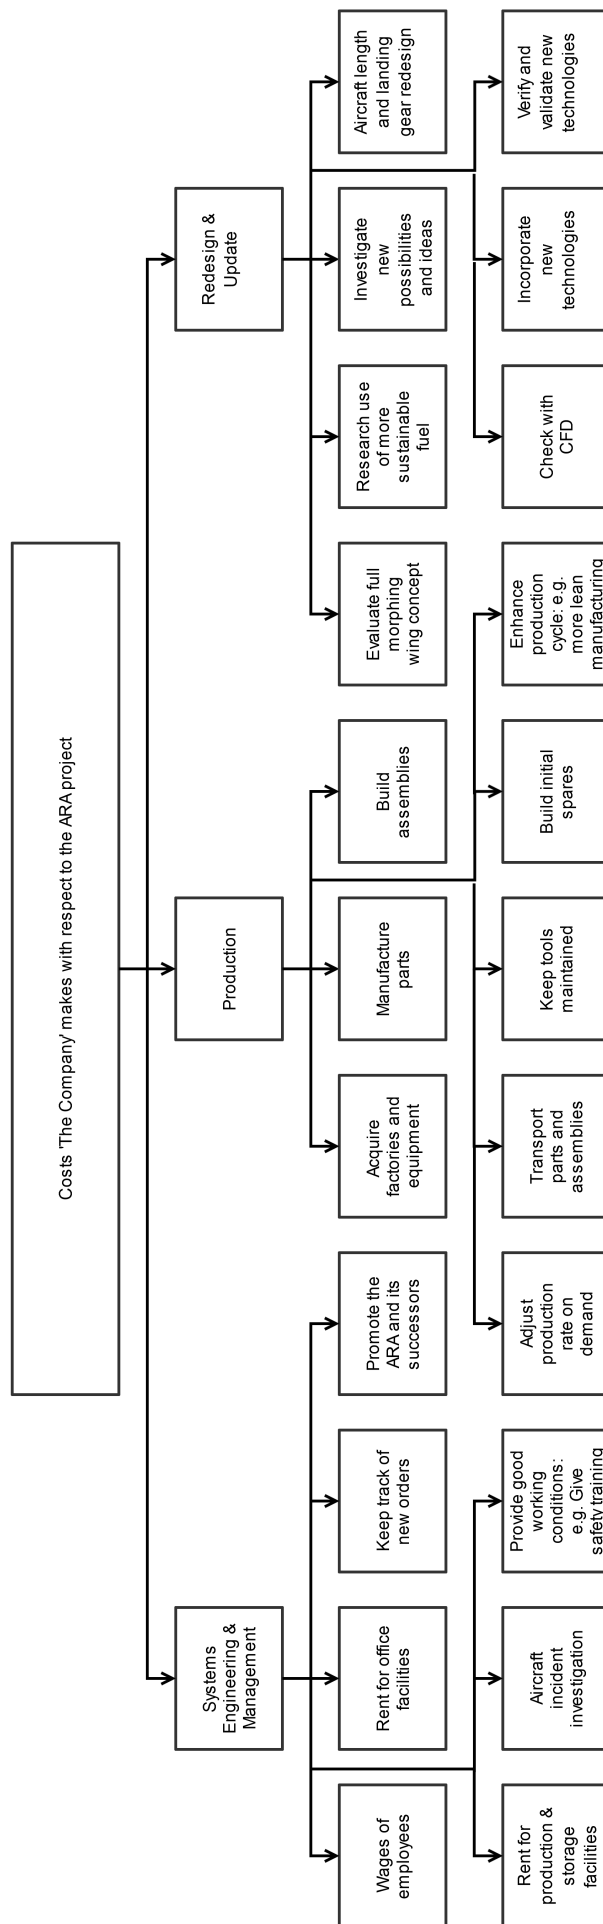 Costs 'The Company' makes with respect to the ARA project
Systems
Engineering &
Management
Production
Redesign &
Update
Wages of
employees
Rent for office
facilities
Keep track of
new orders
Promote the
ARA and its
successors
Acquire
factories and
equipment
Manufacture
parts
Build
assemblies
Evaluate full
morphing
wing concept
Research use
of more
sustainable
fuel
Investigate
new
possibilities
and ideas
Aircraft length
and landing
gear redesign
Rent for
production &
storage
facilities
Aircraft
incident
investigation
Provide good
working
conditions:
e.g. Give
safety training
Adjust
production
rate on
demand
Transport
parts and
assemblies
Keep tools
maintained
Build initial
spares
Enhance
production
cycle: e.g.
more lean
manufacturing
Check with
CFD
Incorporate
new
technologies
Verify and
validate new
technologies